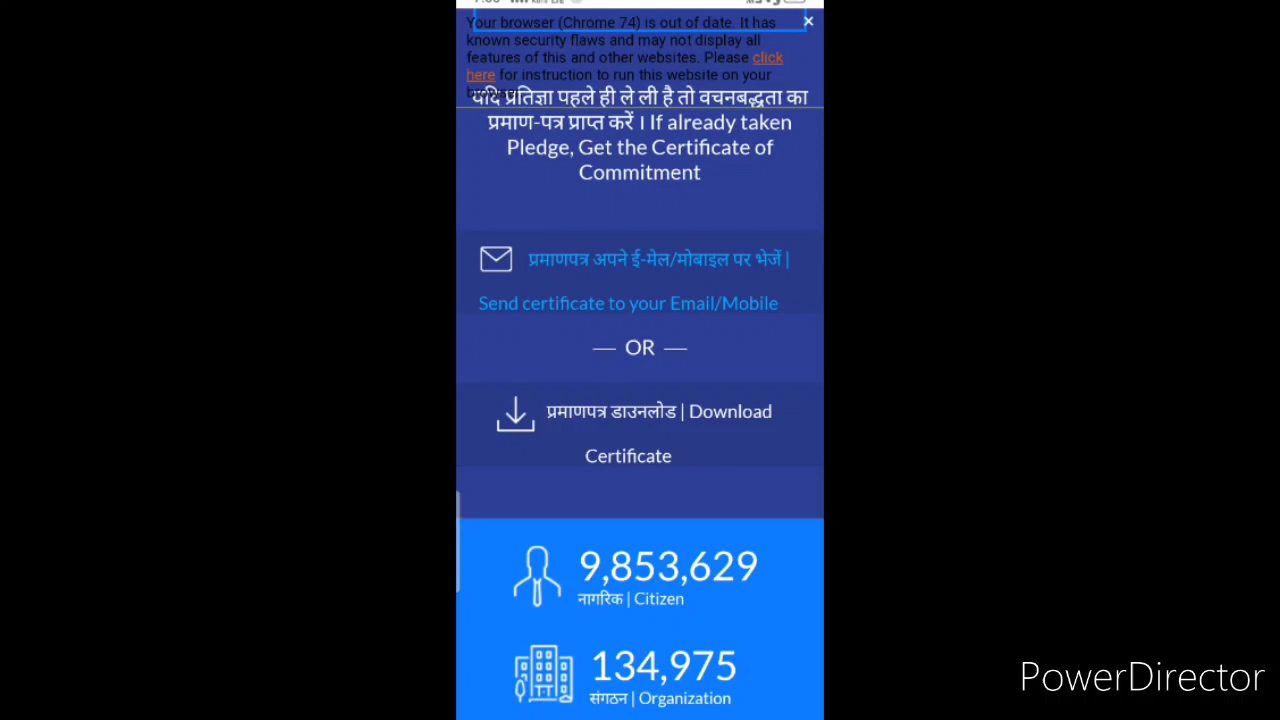 Your browser (Chrome 74) is out of date. It has
known security flaws and may not display all
features of this and other websites. Please click
here for instruction to run this website on your
यदि प्रतिज्ञा पहले ही ले ली है तो वचनबद्धता का
प्रमाण-पत्र प्राप्त करें । If already taken
Pledge, Get the Certificate of
Commitment
प्रमाणपत्र अपने ई-मेल/मोबाइल पर भेजें |
Send certificate to your Email/Mobile
OR
प्रमाणपत्र डाउनलोड | Download
Certificate
9,853,629
नागरिक | Citizen
134,975
संगठन | Organization
PowerDirector